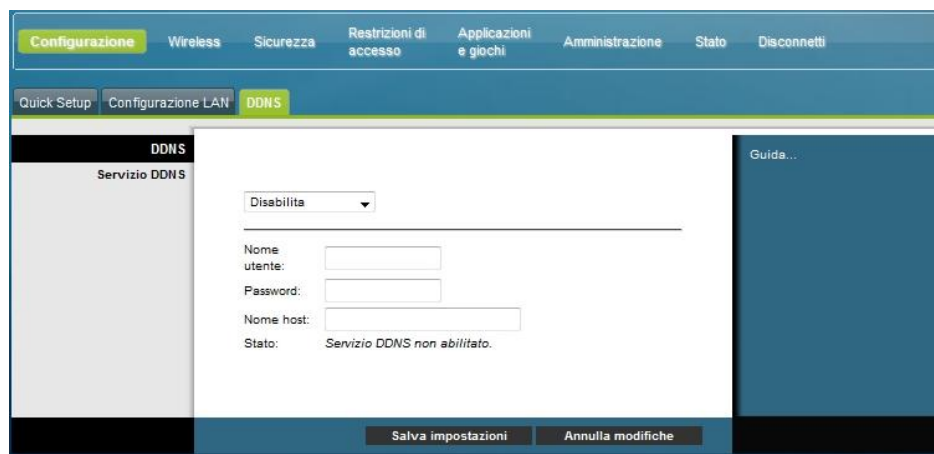 Configurazione Wireless Sicurezza Restrizioni di accesso Applicazioni e giochi Amministrazione Stato Disconnetti
Quick Setup Configurazione LAN DDNS
DDNS
Guida...
Servizio DDNS
Disabilita
Nome utente:
Password:
Nome host:
Stato: Servizio DDNS non abilitato.
Salva impostazioni Annulla modifiche